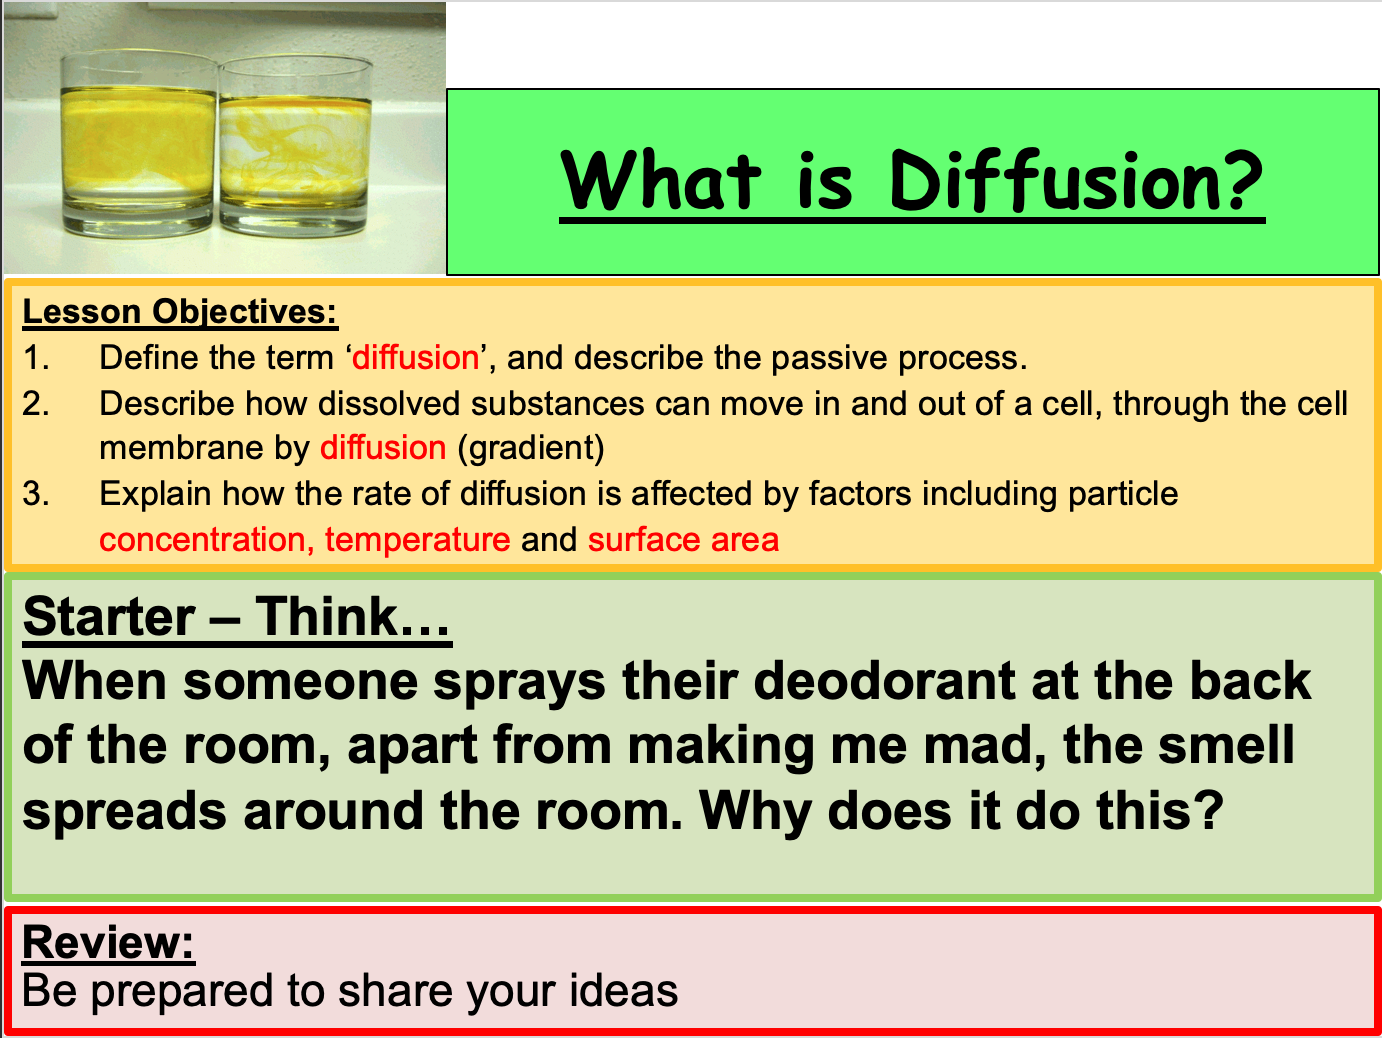 What is Diffusion?
Lesson Objectives:
1. Define the term ‘diffusion’, and describe the passive process.
2. Describe how dissolved substances can move in and out of a cell, through the cell
membrane by diffusion (gradient)
3. Explain how the rate of diffusion is affected by factors including particle
concentration, temperature and surface area
Starter – Think…
When someone sprays their deodorant at the back
of the room, apart from making me mad, the smell
spreads around the room. Why does it do this?
Review:
Be prepared to share your ideas